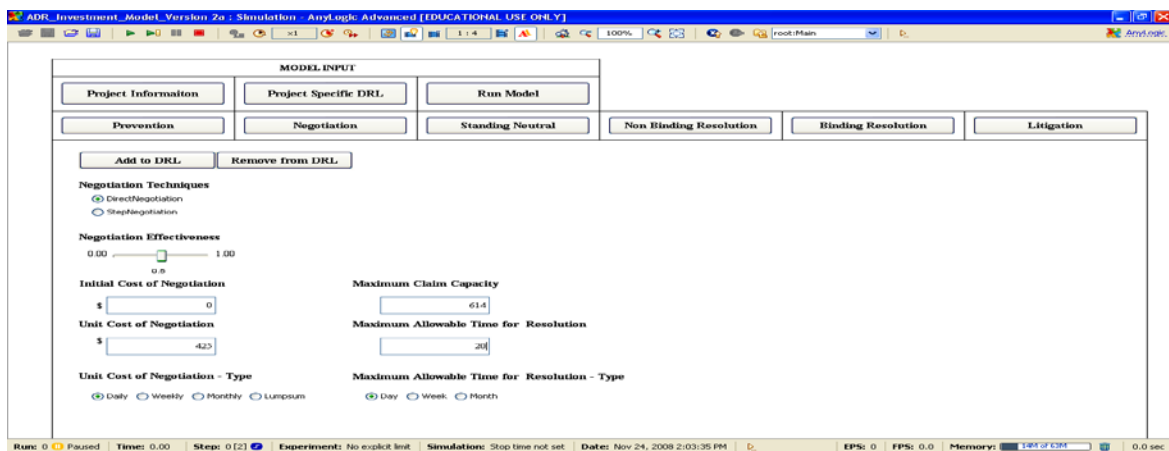 ADR_Investment_Model_Version 2a : Simulation - AnyLogic Advanced [EDUCATIONAL USE ONLY]
x1 1:4 100% root:Main AnyLogic
MODEL INPUT
Project Informaiton Project Specific DRL Run Model
Prevention Negotiation Standing Neutral Non Binding Resolution Binding Resolution Litigation
Add to DRL Remove from DRL
Negotiation Techniques
DirectNegotiation
StepNegotiation
Negotiation Effectiveness
0.00 1.00
0.5
Initial Cost of Negotiation Maximum Claim Capacity
$ 0 614
Unit Cost of Negotiation Maximum Allowable Time for Resolution
$ 425 20
Unit Cost of Negotiation - Type Maximum Allowable Time for Resolution - Type
Daily Weekly Monthly Lumpsum Day Week Month
Run: 0 Paused Time: 0.00 Step: 0 [2] Experiment: No explicit limit Simulation: Stop time not set Date: Nov 24, 2008 2:03:35 PM EPS: 0 FPS: 0.0 Memory: 14M of 63M 0.0 sec